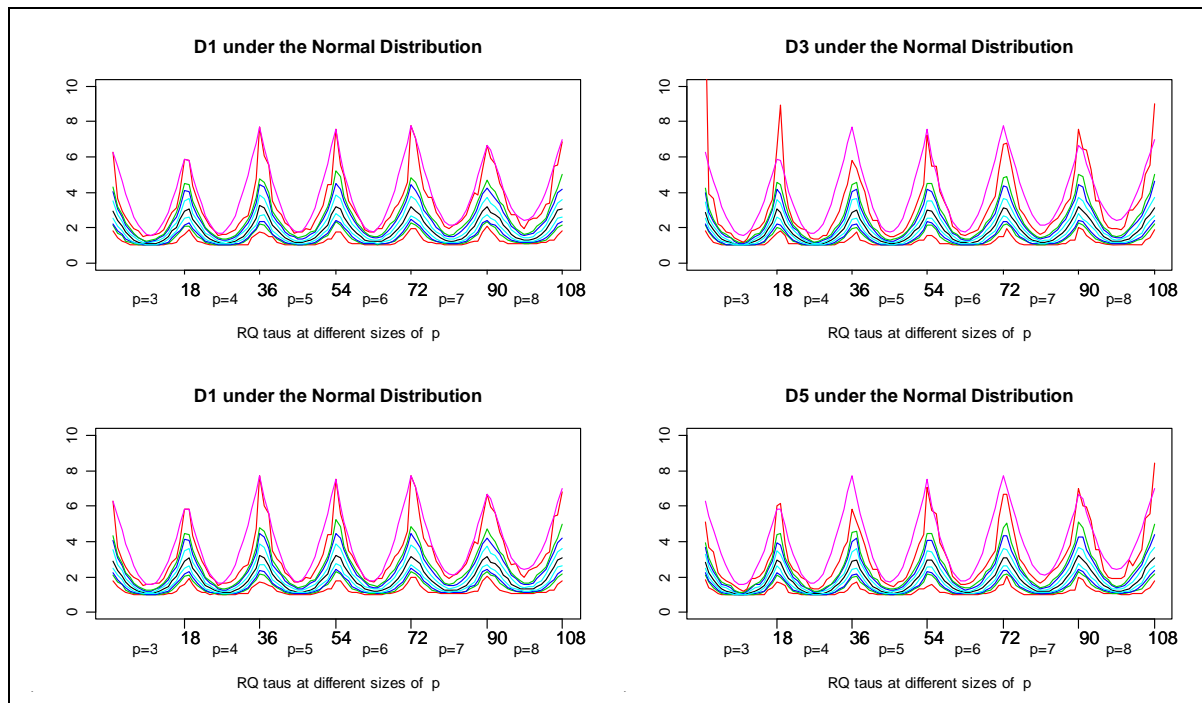 D1 under the Normal Distribution
10
8
6
4
2
0
18 36 54 72 90 108
p=3 p=4 p=5 p=6 p=7 p=8
RQ taus at different sizes of p
D3 under the Normal Distribution
10
8
6
4
2
0
18 36 54 72 90 108
p=3 p=4 p=5 p=6 p=7 p=8
RQ taus at different sizes of p
D1 under the Normal Distribution
10
8
6
4
2
0
18 36 54 72 90 108
p=3 p=4 p=5 p=6 p=7 p=8
RQ taus at different sizes of p
D5 under the Normal Distribution
10
8
6
4
2
0
18 36 54 72 90 108
p=3 p=4 p=5 p=6 p=7 p=8
RQ taus at different sizes of p